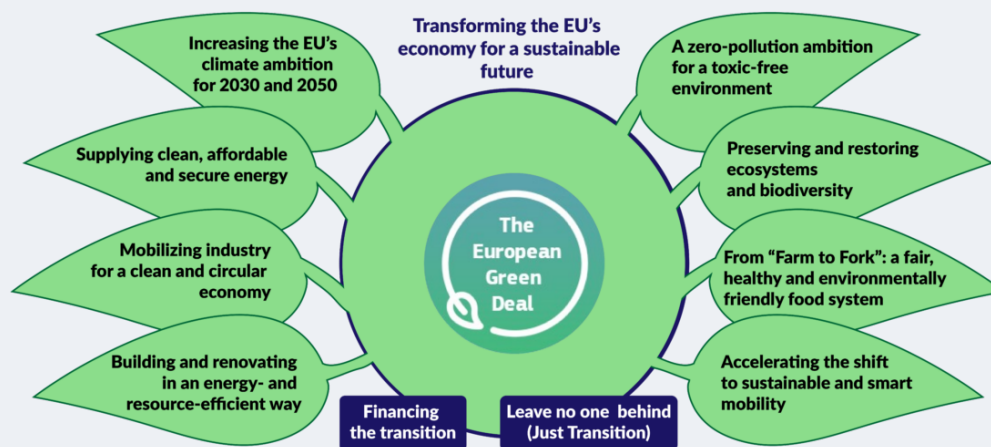 Transforming the EU's
economy for a sustainable
future
Increasing the EU's
climate ambition
for 2030 and 2050
Supplying clean, affordable
and secure energy
Mobilizing industry
for a clean and circular
economy
Building and renovating
in an energy- and
resource-efficient way
The
European
Green
Deal
A zero-pollution ambition
for a toxic-free
environment
Preserving and restoring
ecosystems
and biodiversity
From “Farm to Fork”: a fair,
healthy and environmentally
friendly food system
Accelerating the shift
to sustainable and smart
mobility
Financing
the transition
Leave no one behind
(Just Transition)